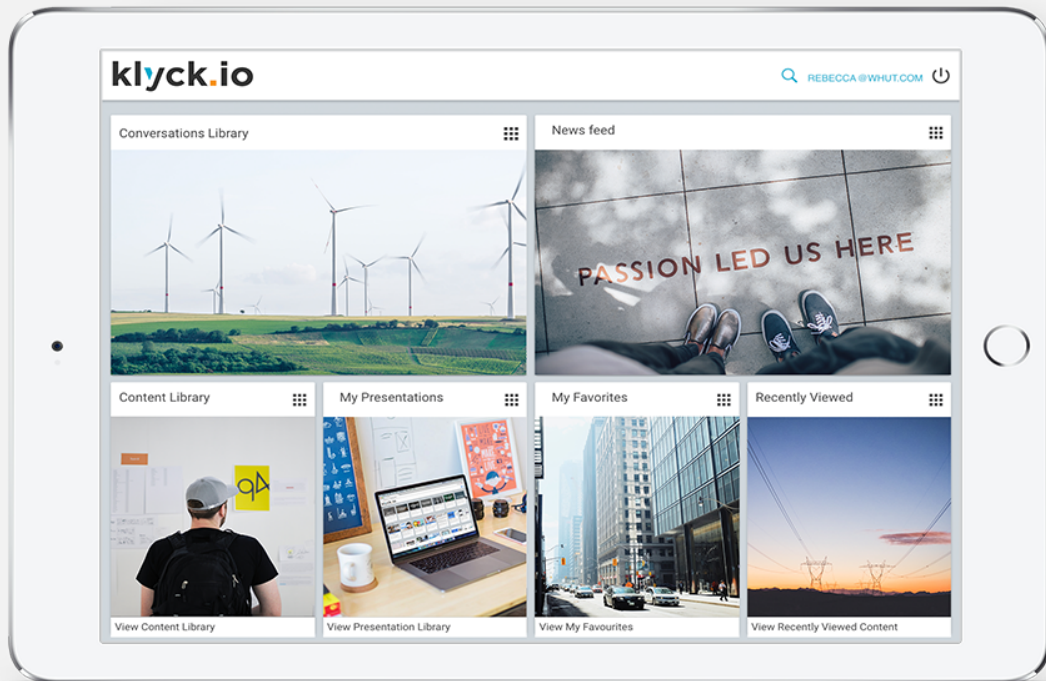 klyck.io
REBECCA@WHUT.COM
Conversations Library
News feed
PASSION LED US HERE
Content Library
My Presentations
My Favorites
Recently Viewed
View Content Library
View Presentation Library
View My Favourites
View Recently Viewed Content